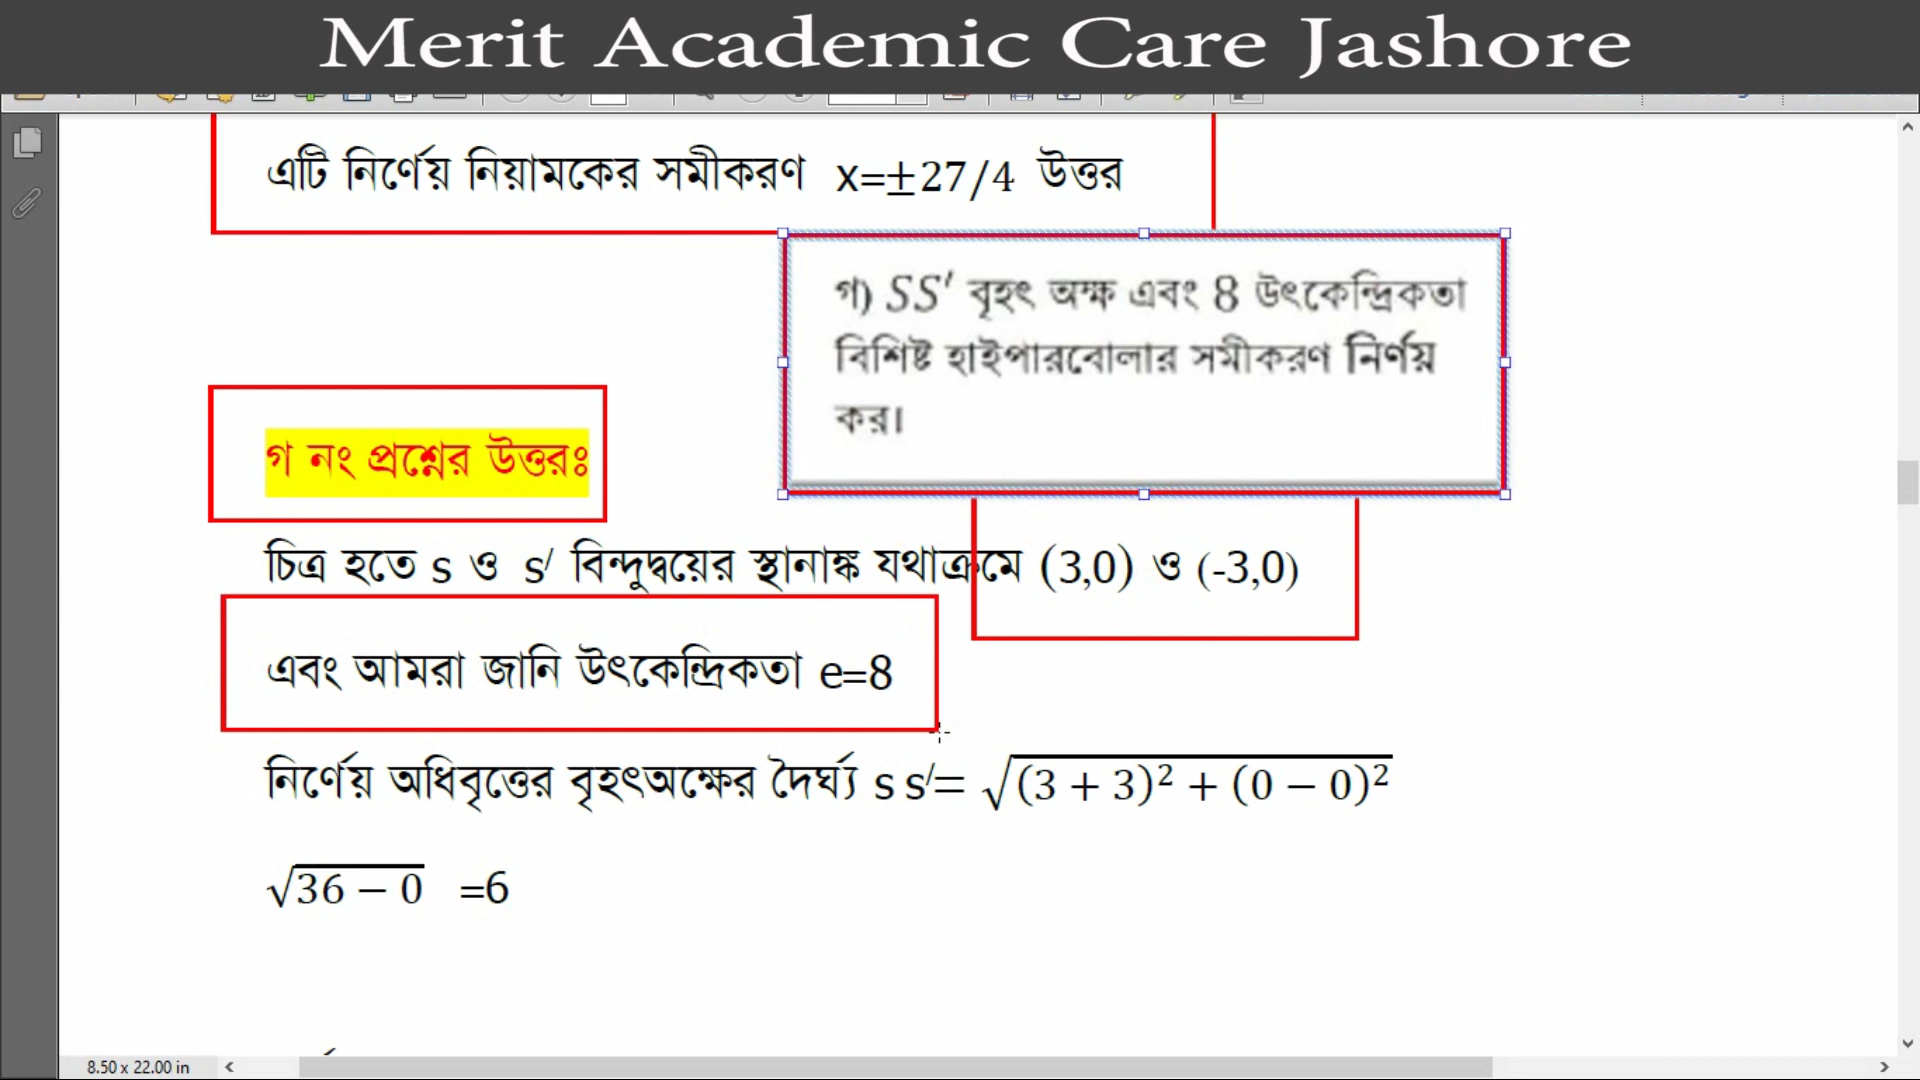 Merit Academic Care Jashore
এটি নির্ণেয় নিয়ামকের সমীকরণ x=±27/4 উত্তর
গ) SS′ বৃহৎ অক্ষ এবং 8 উৎকেন্দ্রিকতা
বিশিষ্ট হাইপারবোলার সমীকরণ নির্ণয়
কর।
গ নং প্রশ্নের উত্তরঃ
চিত্র হতে s ও s/ বিন্দুদ্বয়ের স্থানাঙ্ক যথাক্রমে (3,0) ও (-3,0)
এবং আমরা জানি উৎকেন্দ্রিকতা e=8
নির্ণেয় অধিবৃত্তের বৃহৎঅক্ষের দৈর্ঘ্য s s/= √(3 + 3)² + (0 − 0)²
√36 − 0 =6
8.50 x 22.00 in